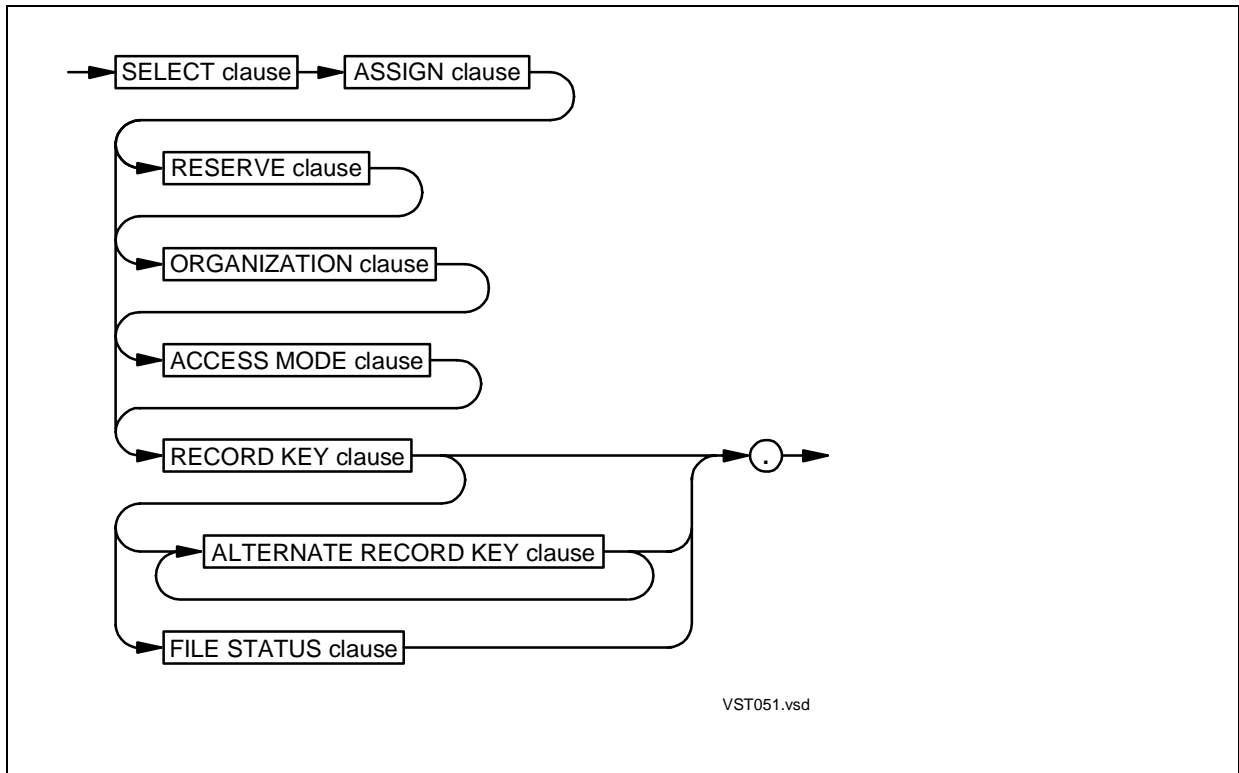 SELECT clause ASSIGN clause
RESERVE clause
ORGANIZATION clause
ACCESS MODE clause
RECORD KEY clause .
ALTERNATE RECORD KEY clause
FILE STATUS clause
VST051.vsd